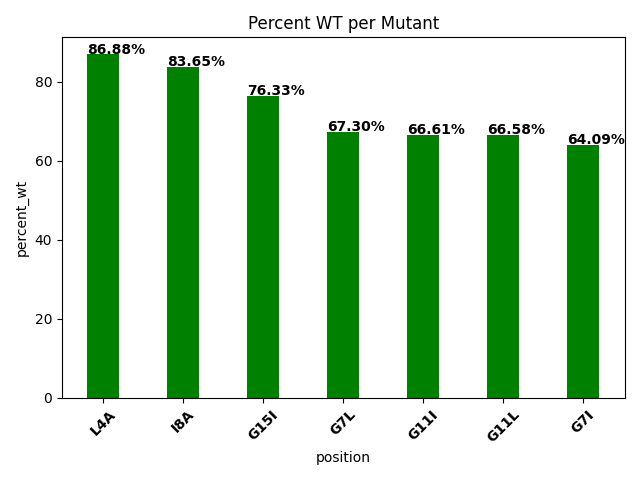 Percent WT per Mutant
86.88%
83.65%
76.33%
67.30%
66.61%
66.58%
64.09%
80
60
40
20
0
percent_wt
L4A
I8A
G15I
G7L
G11I
G11L
G7I
position